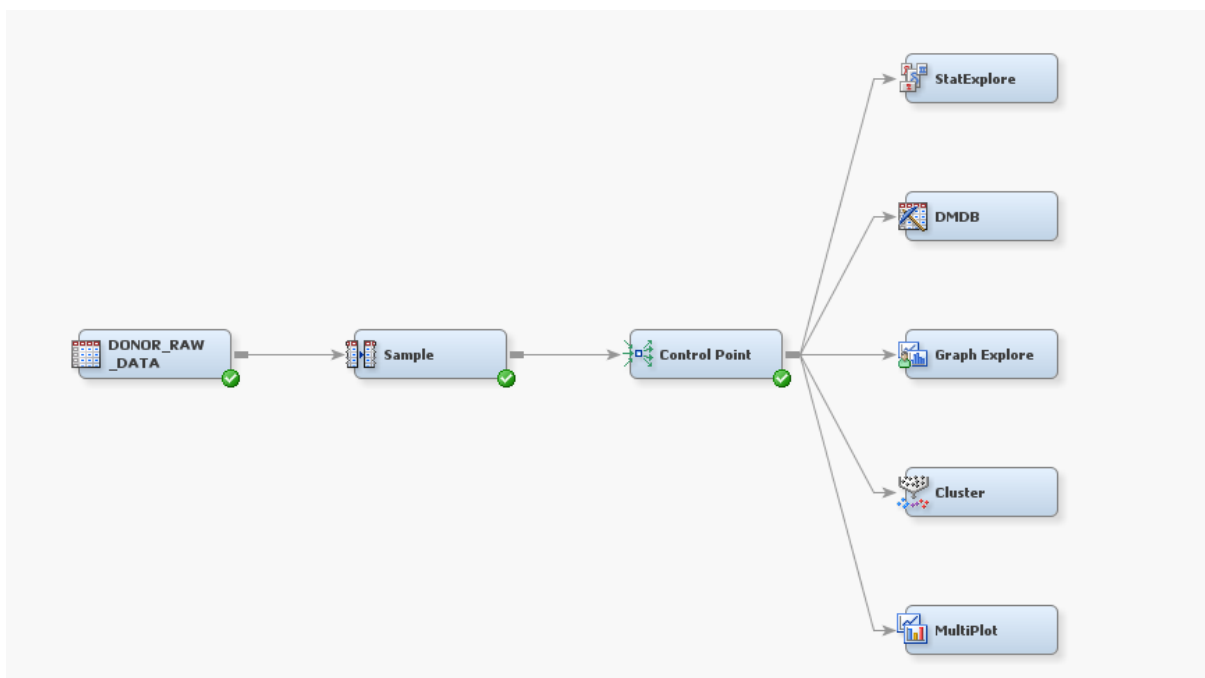 StatExplore
DMDB
DONOR_RAW
_DATA
Sample
Control Point
Graph Explore
Cluster
MultiPlot